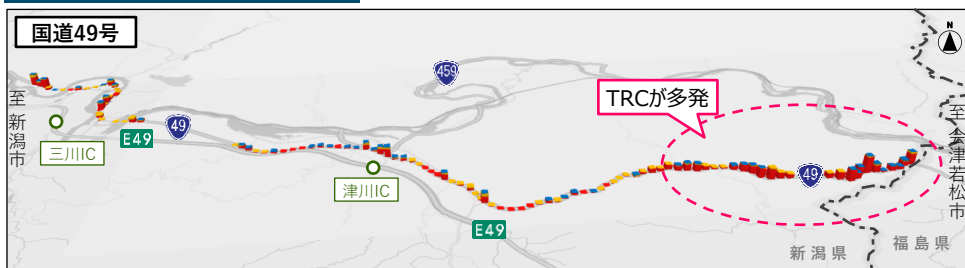 国道49号
至 新潟市
三川IC
E49
49
津川IC
459
TRCが多発
E49
49
新潟県
福島県
至 会津若松市
N